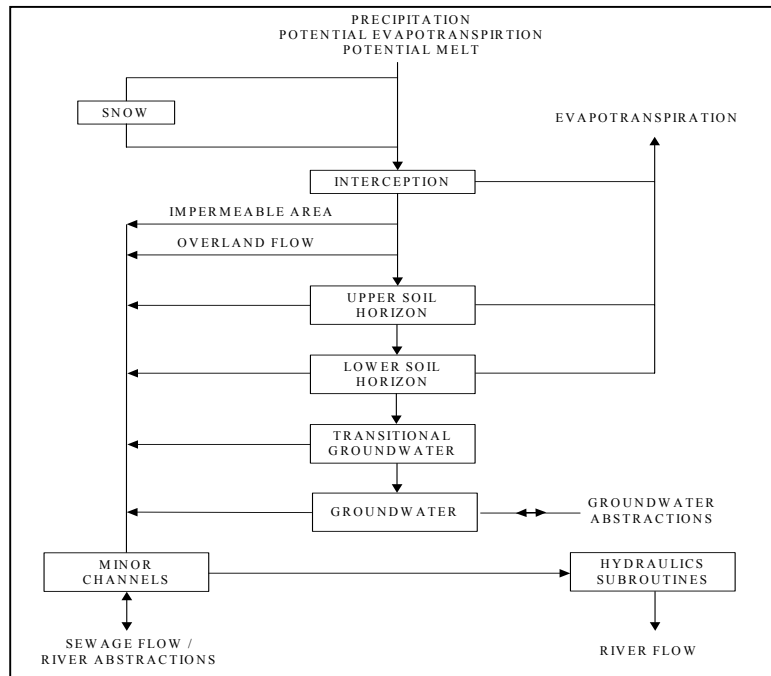 PRECIPITATION
POTENTIAL EVAPOTRANSPIRTION
POTENTIAL MELT
SNOW
EVAPOTRANSPIRATION
INTERCEPTION
IMPERMEABLE AREA
OVERLAND FLOW
UPPER SOIL
HORIZON
LOWER SOIL
HORIZON
TRANSITIONAL
GROUNDWATER
GROUNDWATER
GROUNDWATER
ABSTRACTIONS
MINOR
CHANNELS
HYDRAULICS
SUBROUTINES
SEWAGE FLOW /
RIVER ABSTRACTIONS
RIVER FLOW